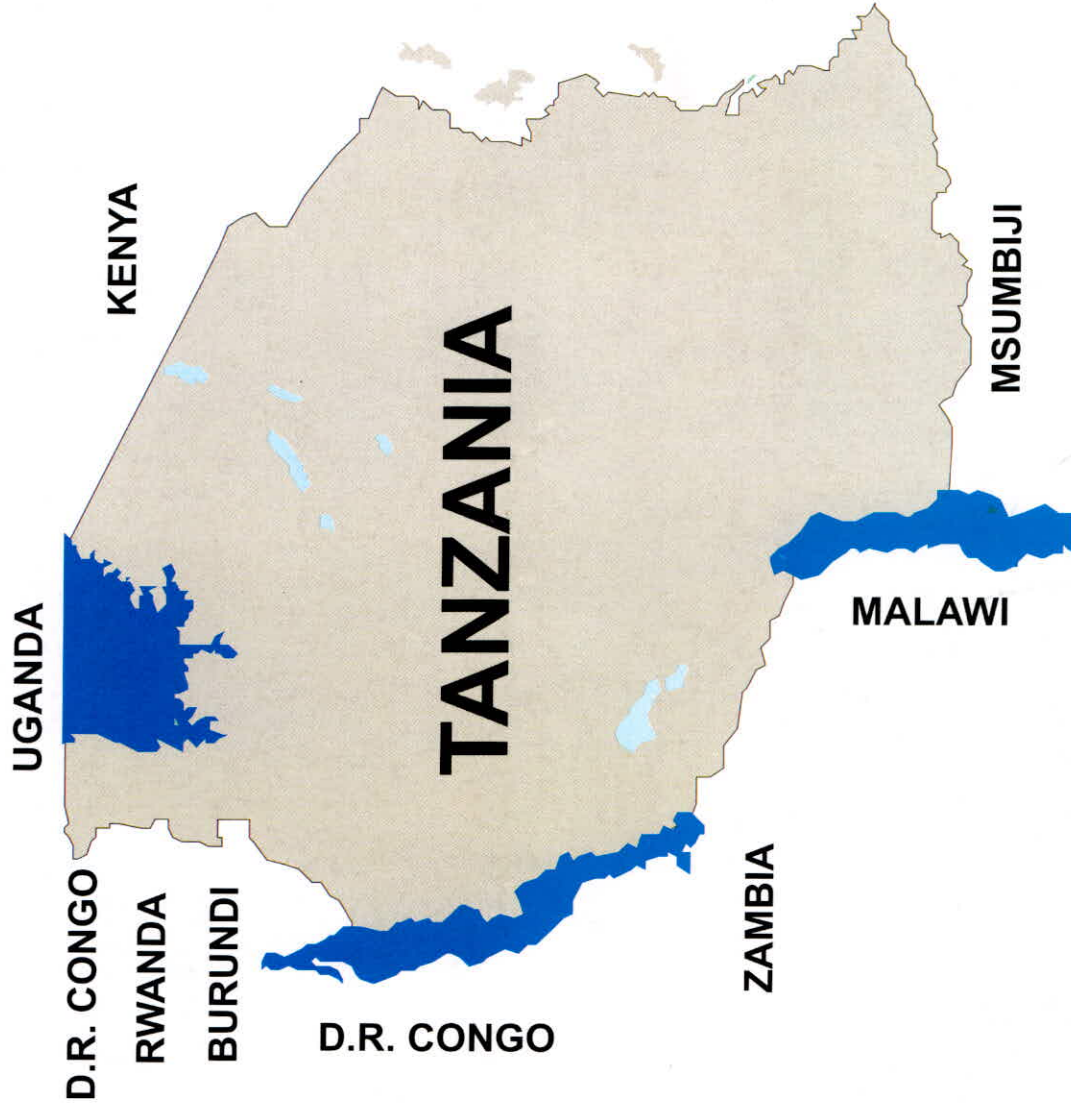 UGANDA
KENYA
D.R. CONGO
RWANDA
BURUNDI
TANZANIA
D.R. CONGO
ZAMBIA
MALAWI
MSUMBIJI